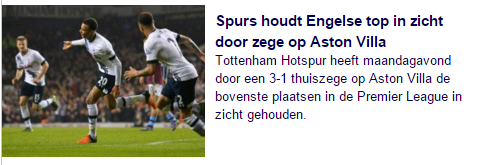 Spurs houdt Engelse top in zicht
door zege op Aston Villa
Tottenham Hotspur heeft maandagavond
door een 3-1 thuiszege op Aston Villa de
bovenste plaatsen in de Premier League in
zicht gehouden.